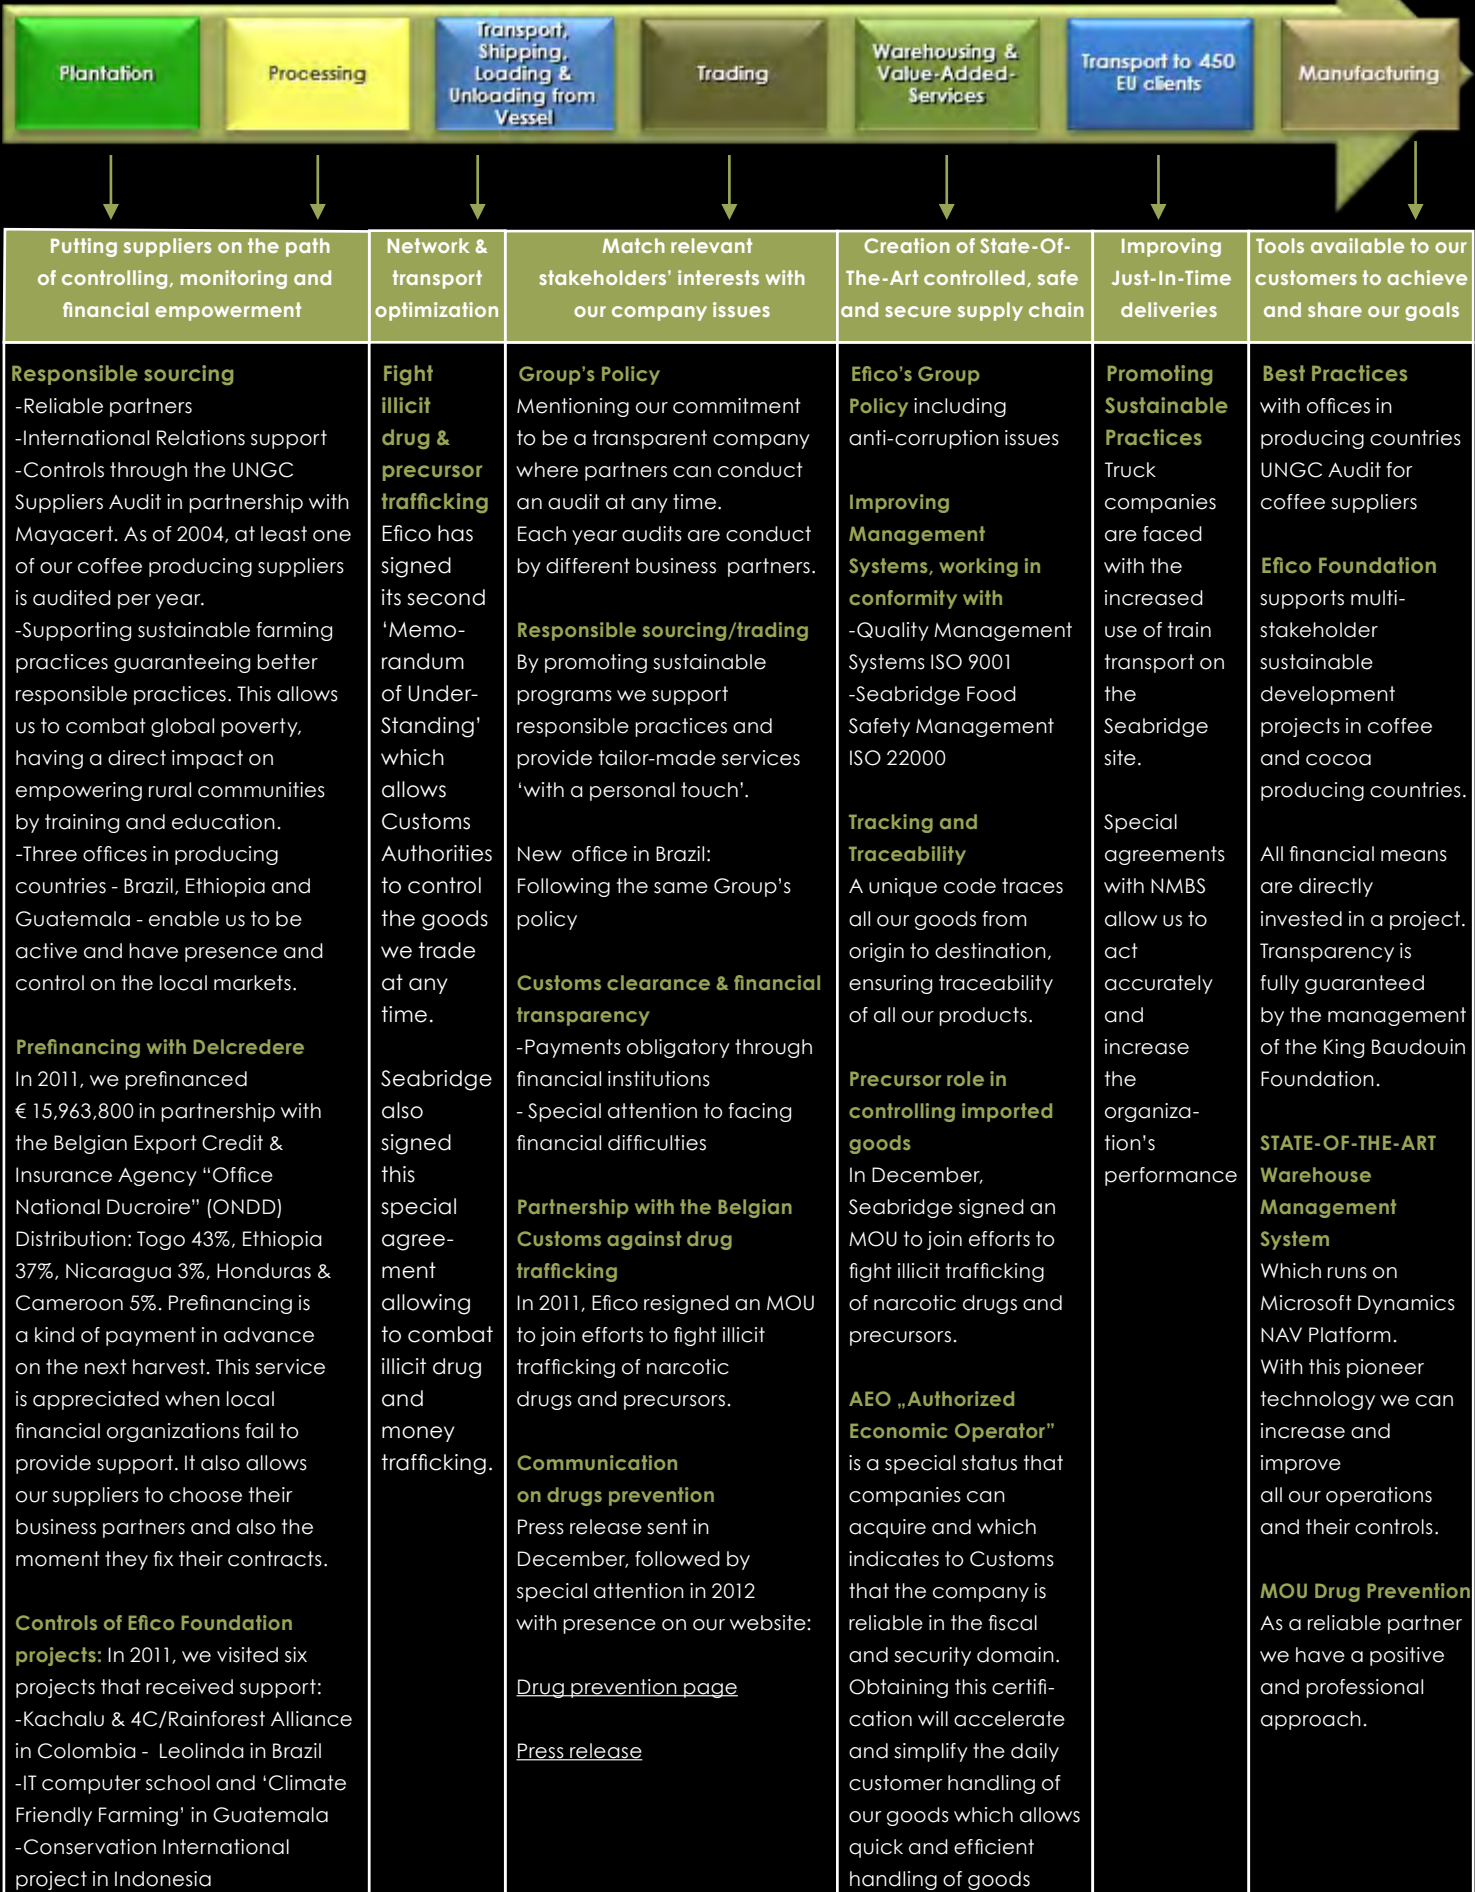 Plantation
Processing
Transport,
Shipping,
Loading &
Unloading from
Vessel
Trading
Warehousing &
Value-Added-
Services
Transport to 450
EU clients
Manufacturing
Putting suppliers on the path
of controlling, monitoring and
financial empowerment
Network &
transport
optimization
Match relevant
stakeholders' interests with
our company issues
Creation of State-Of-
The-Art controlled, safe
and secure supply chain
Improving
Just-In-Time
deliveries
Tools available to our
customers to achieve
and share our goals
Responsible sourcing
-Reliable partners
-International Relations support
-Controls through the UNGC
Suppliers Audit in partnership with
Mayacert. As of 2004, at least one
of our coffee producing suppliers
is audited per year.
-Supporting sustainable farming
practices guaranteeing better
responsible practices. This allows
us to combat global poverty,
having a direct impact on
empowering rural communities
by training and education.
-Three offices in producing
countries - Brazil, Ethiopia and
Guatemala - enable us to be
active and have presence and
control on the local markets.
Prefinancing with Delcredere
In 2011, we prefinanced
€ 15,963,800 in partnership with
the Belgian Export Credit &
Insurance Agency “Office
National Ducroire” (ONDD)
Distribution: Togo 43%, Ethiopia
37%, Nicaragua 3%, Honduras &
Cameroon 5%. Prefinancing is
a kind of payment in advance
on the next harvest. This service
is appreciated when local
financial organizations fail to
provide support. It also allows
our suppliers to choose their
business partners and also the
moment they fix their contracts.
Controls of Efico Foundation
projects: In 2011, we visited six
projects that received support:
-Kachalu & 4C/Rainforest Alliance
in Colombia - Leolinda in Brazil
-IT computer school and ‘Climate
Friendly Farming’ in Guatemala
-Conservation International
project in Indonesia
Fight
illicit
drug &
precursor
trafficking
Efico has
signed
its second
‘Memo-
randum
of Under-
Standing’
which
allows
Customs
Authorities
to control
the goods
we trade
at any
time.
Seabridge
also
signed
this
special
agree-
ment
allowing
to combat
illicit drug
and
money
trafficking.
Group's Policy
Mentioning our commitment
to be a transparent company
where partners can conduct
an audit at any time.
Each year audits are conduct
by different business partners.
Responsible sourcing/trading
By promoting sustainable
programs we support
responsible practices and
provide tailor-made services
‘with a personal touch’.
New office in Brazil:
Following the same Group's
policy
Customs clearance & financial
transparency
-Payments obligatory through
financial institutions
- Special attention to facing
financial difficulties
Partnership with the Belgian
Customs against drug
trafficking
In 2011, Efico resigned an MOU
to join efforts to fight illicit
trafficking of narcotic
drugs and precursors.
Communication
on drugs prevention
Press release sent in
December, followed by
special attention in 2012
with presence on our website:
Drug prevention page
Press release
Efico's Group
Policy including
anti-corruption issues
Improving
Management
Systems, working in
conformity with
-Quality Management
Systems ISO 9001
-Seabridge Food
Safety Management
ISO 22000
Tracking and
Traceability
A unique code traces
all our goods from
origin to destination,
ensuring traceability
of all our products.
Precursor role in
controlling imported
goods
In December,
Seabridge signed an
MOU to join efforts to
fight illicit trafficking
of narcotic drugs and
precursors.
AEO „Authorized
Economic Operator”
is a special status that
companies can
acquire and which
indicates to Customs
that the company is
reliable in the fiscal
and security domain.
Obtaining this certifi-
cation will accelerate
and simplify the daily
customer handling of
our goods which allows
quick and efficient
handling of goods
Promoting
Sustainable
Practices
Truck
companies
are faced
with the
increased
use of train
transport on
the
Seabridge
site.
Special
agreements
with NMBS
allow us to
act
accurately
and
increase
the
organiza-
tion's
performance
Best Practices
with offices in
producing countries
UNGC Audit for
coffee suppliers
Efico Foundation
supports multi-
stakeholder
sustainable
development
projects in coffee
and cocoa
producing countries.
All financial means
are directly
invested in a project.
Transparency is
fully guaranteed
by the management
of the King Baudouin
Foundation.
STATE-OF-THE-ART
Warehouse
Management
System
Which runs on
Microsoft Dynamics
NAV Platform.
With this pioneer
technology we can
increase and
improve
all our operations
and their controls.
MOU Drug Prevention
As a reliable partner
we have a positive
and professional
approach.